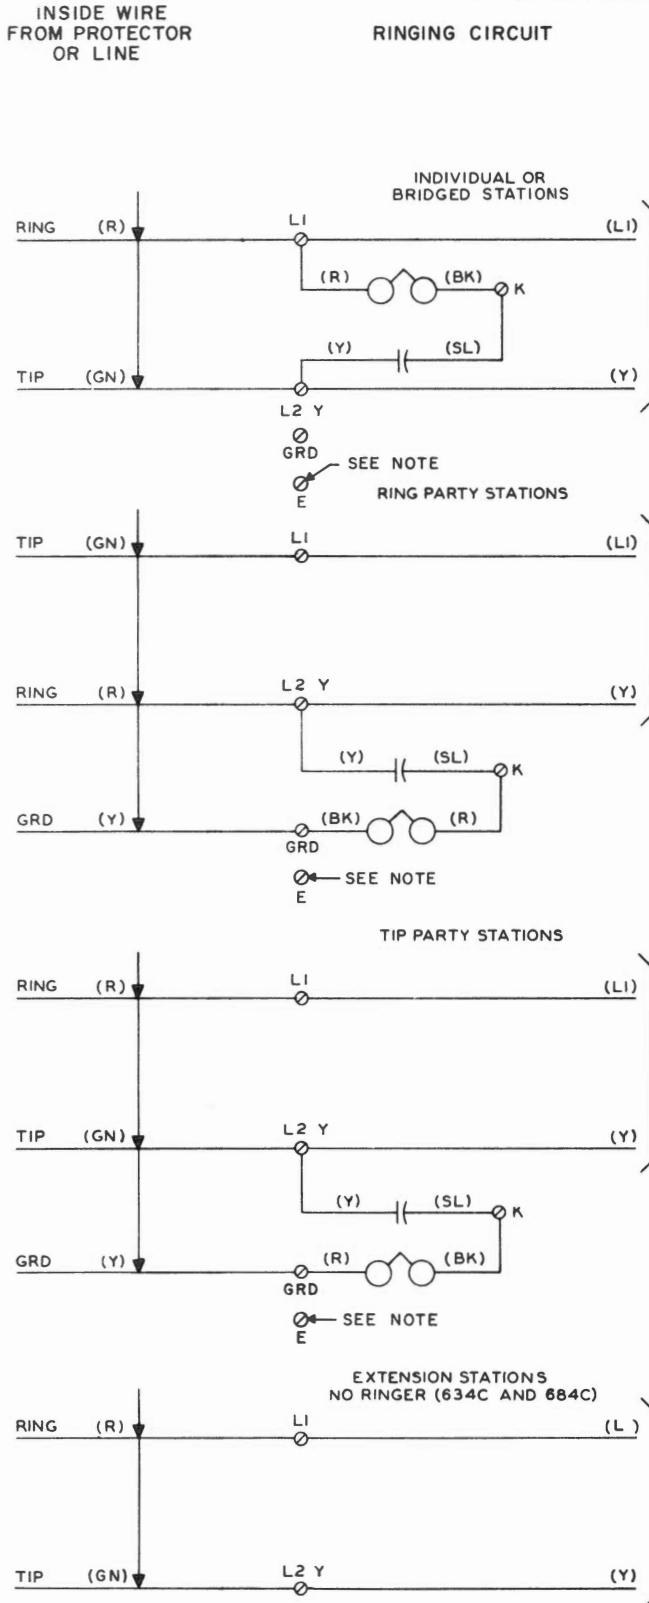 INSIDE WIRE
FROM PROTECTOR
OR LINE
RINGING CIRCUIT
INDIVIDUAL OR
BRIDGED STATIONS
RING (R) L1 (L1)
(R) (BK) K
(Y) (SL)
TIP (GN) (Y)
L2 Y
GRD
SEE NOTE
E
RING PARTY STATIONS
TIP (GN) L1 (L1)
RING (R) L2 Y (Y)
(Y) (SL) K
GRD (Y) (BK) (R)
GRD
SEE NOTE
E
TIP PARTY STATIONS
RING (R) L1 (L1)
TIP (GN) L2 Y (Y)
(Y) (SL) K
GRD (Y) (R) (BK)
GRD
SEE NOTE
E
EXTENSION STATIONS
NO RINGER (634C AND 684C)
RING (R) L1 (L )
TIP (GN) L2 Y (Y)